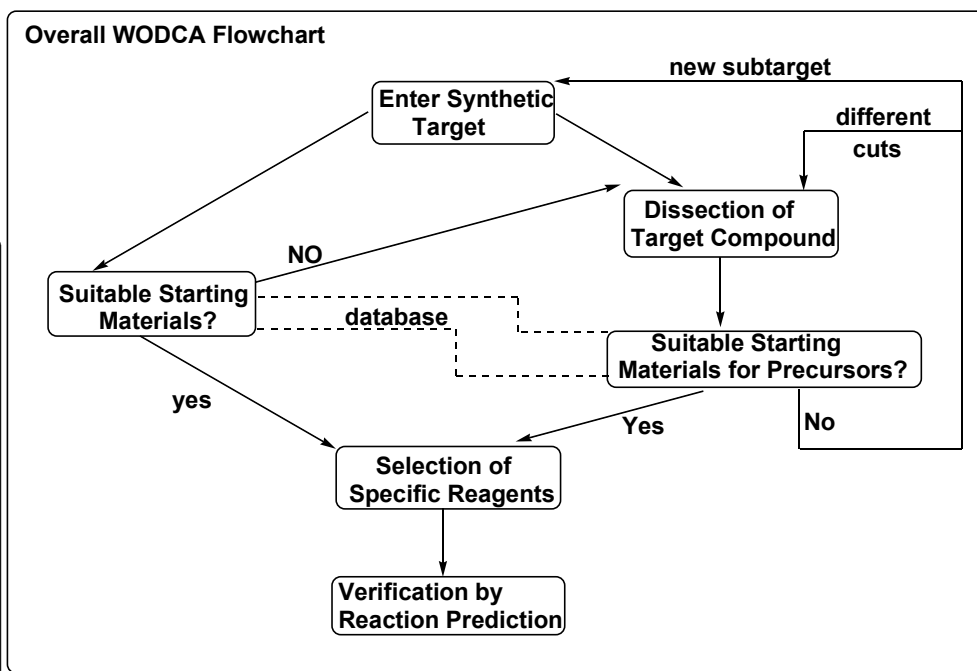 Overall WODCA Flowchart
new subtarget
Enter Synthetic
Target
different
cuts
Dissection of
Target Compound
NO
Suitable Starting
Materials?
database
Suitable Starting
Materials for Precursors?
yes
Yes
No
Selection of
Specific Reagents
Verification by
Reaction Prediction